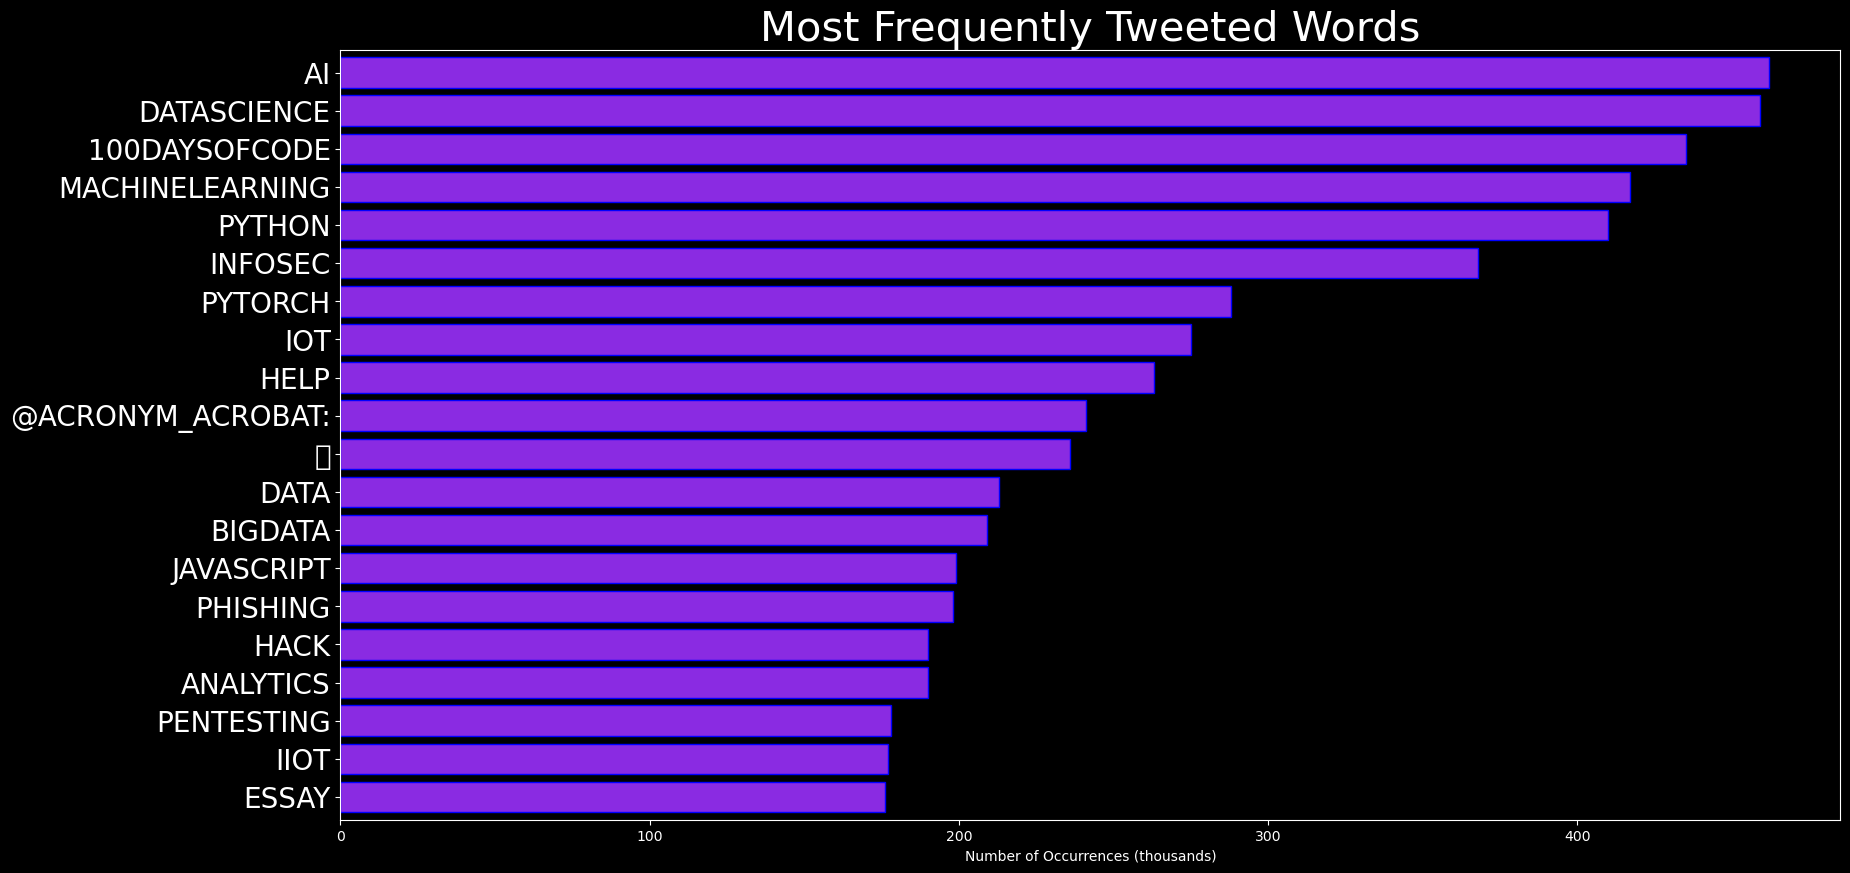 Most Frequently Tweeted Words
AI
DATASCIENCE
100DAYSOFCODE
MACHINELEARNING
PYTHON
INFOSEC
PYTORCH
IOT
HELP
@ACRONYM_ACROBAT:
DATA
BIGDATA
JAVASCRIPT
PHISHING
HACK
ANALYTICS
PENTESTING
IIOT
ESSAY
0 100 200 300 400
Number of Occurrences (thousands)